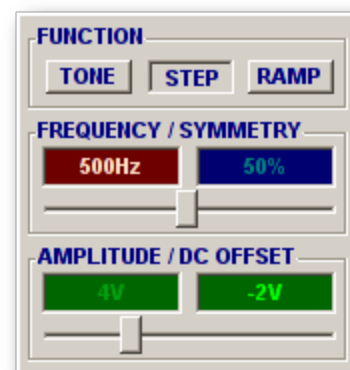 FUNCTION
TONE STEP RAMP
FREQUENCY / SYMMETRY
500Hz 50%
AMPLITUDE / DC OFFSET
4V -2V